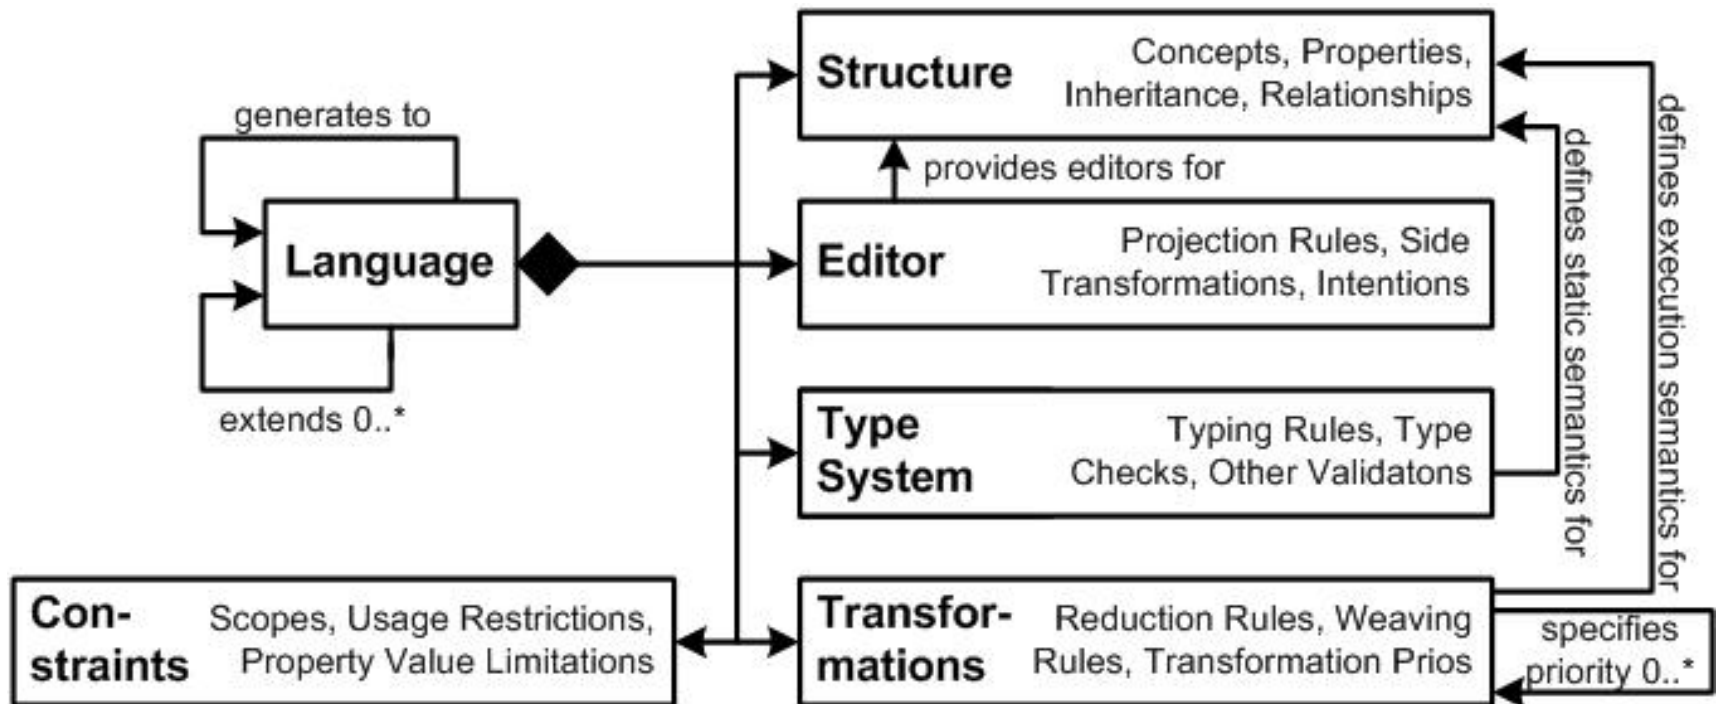 generates to
Language
extends 0..*
Structure
Concepts, Properties,
Inheritance, Relationships
provides editors for
Editor
Projection Rules, Side
Transformations, Intentions
Type
System
Typing Rules, Type
Checks, Other Validatons
Con-
straints
Scopes, Usage Restrictions,
Property Value Limitations
Transfor-
mations
Reduction Rules, Weaving
Rules, Transformation Prios
defines static semantics for
defines execution semantics for
specifies
priority 0..*